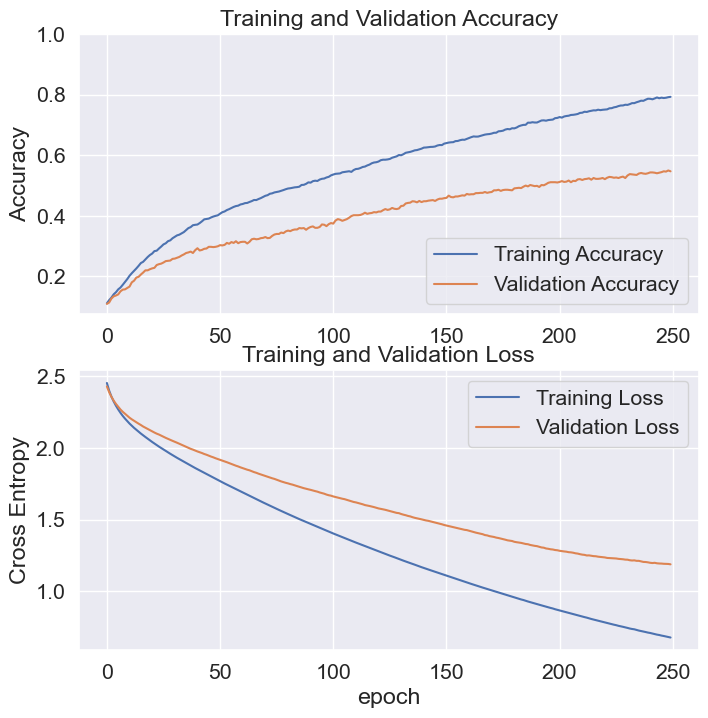 Training and Validation Accuracy
1.0
0.8
0.6
0.4
0.2
Accuracy
Training Accuracy
Validation Accuracy
0 50 100 150 200 250
Training and Validation Loss
2.5
2.0
1.5
1.0
Cross Entropy
Training Loss
Validation Loss
0 50 100 150 200 250
epoch